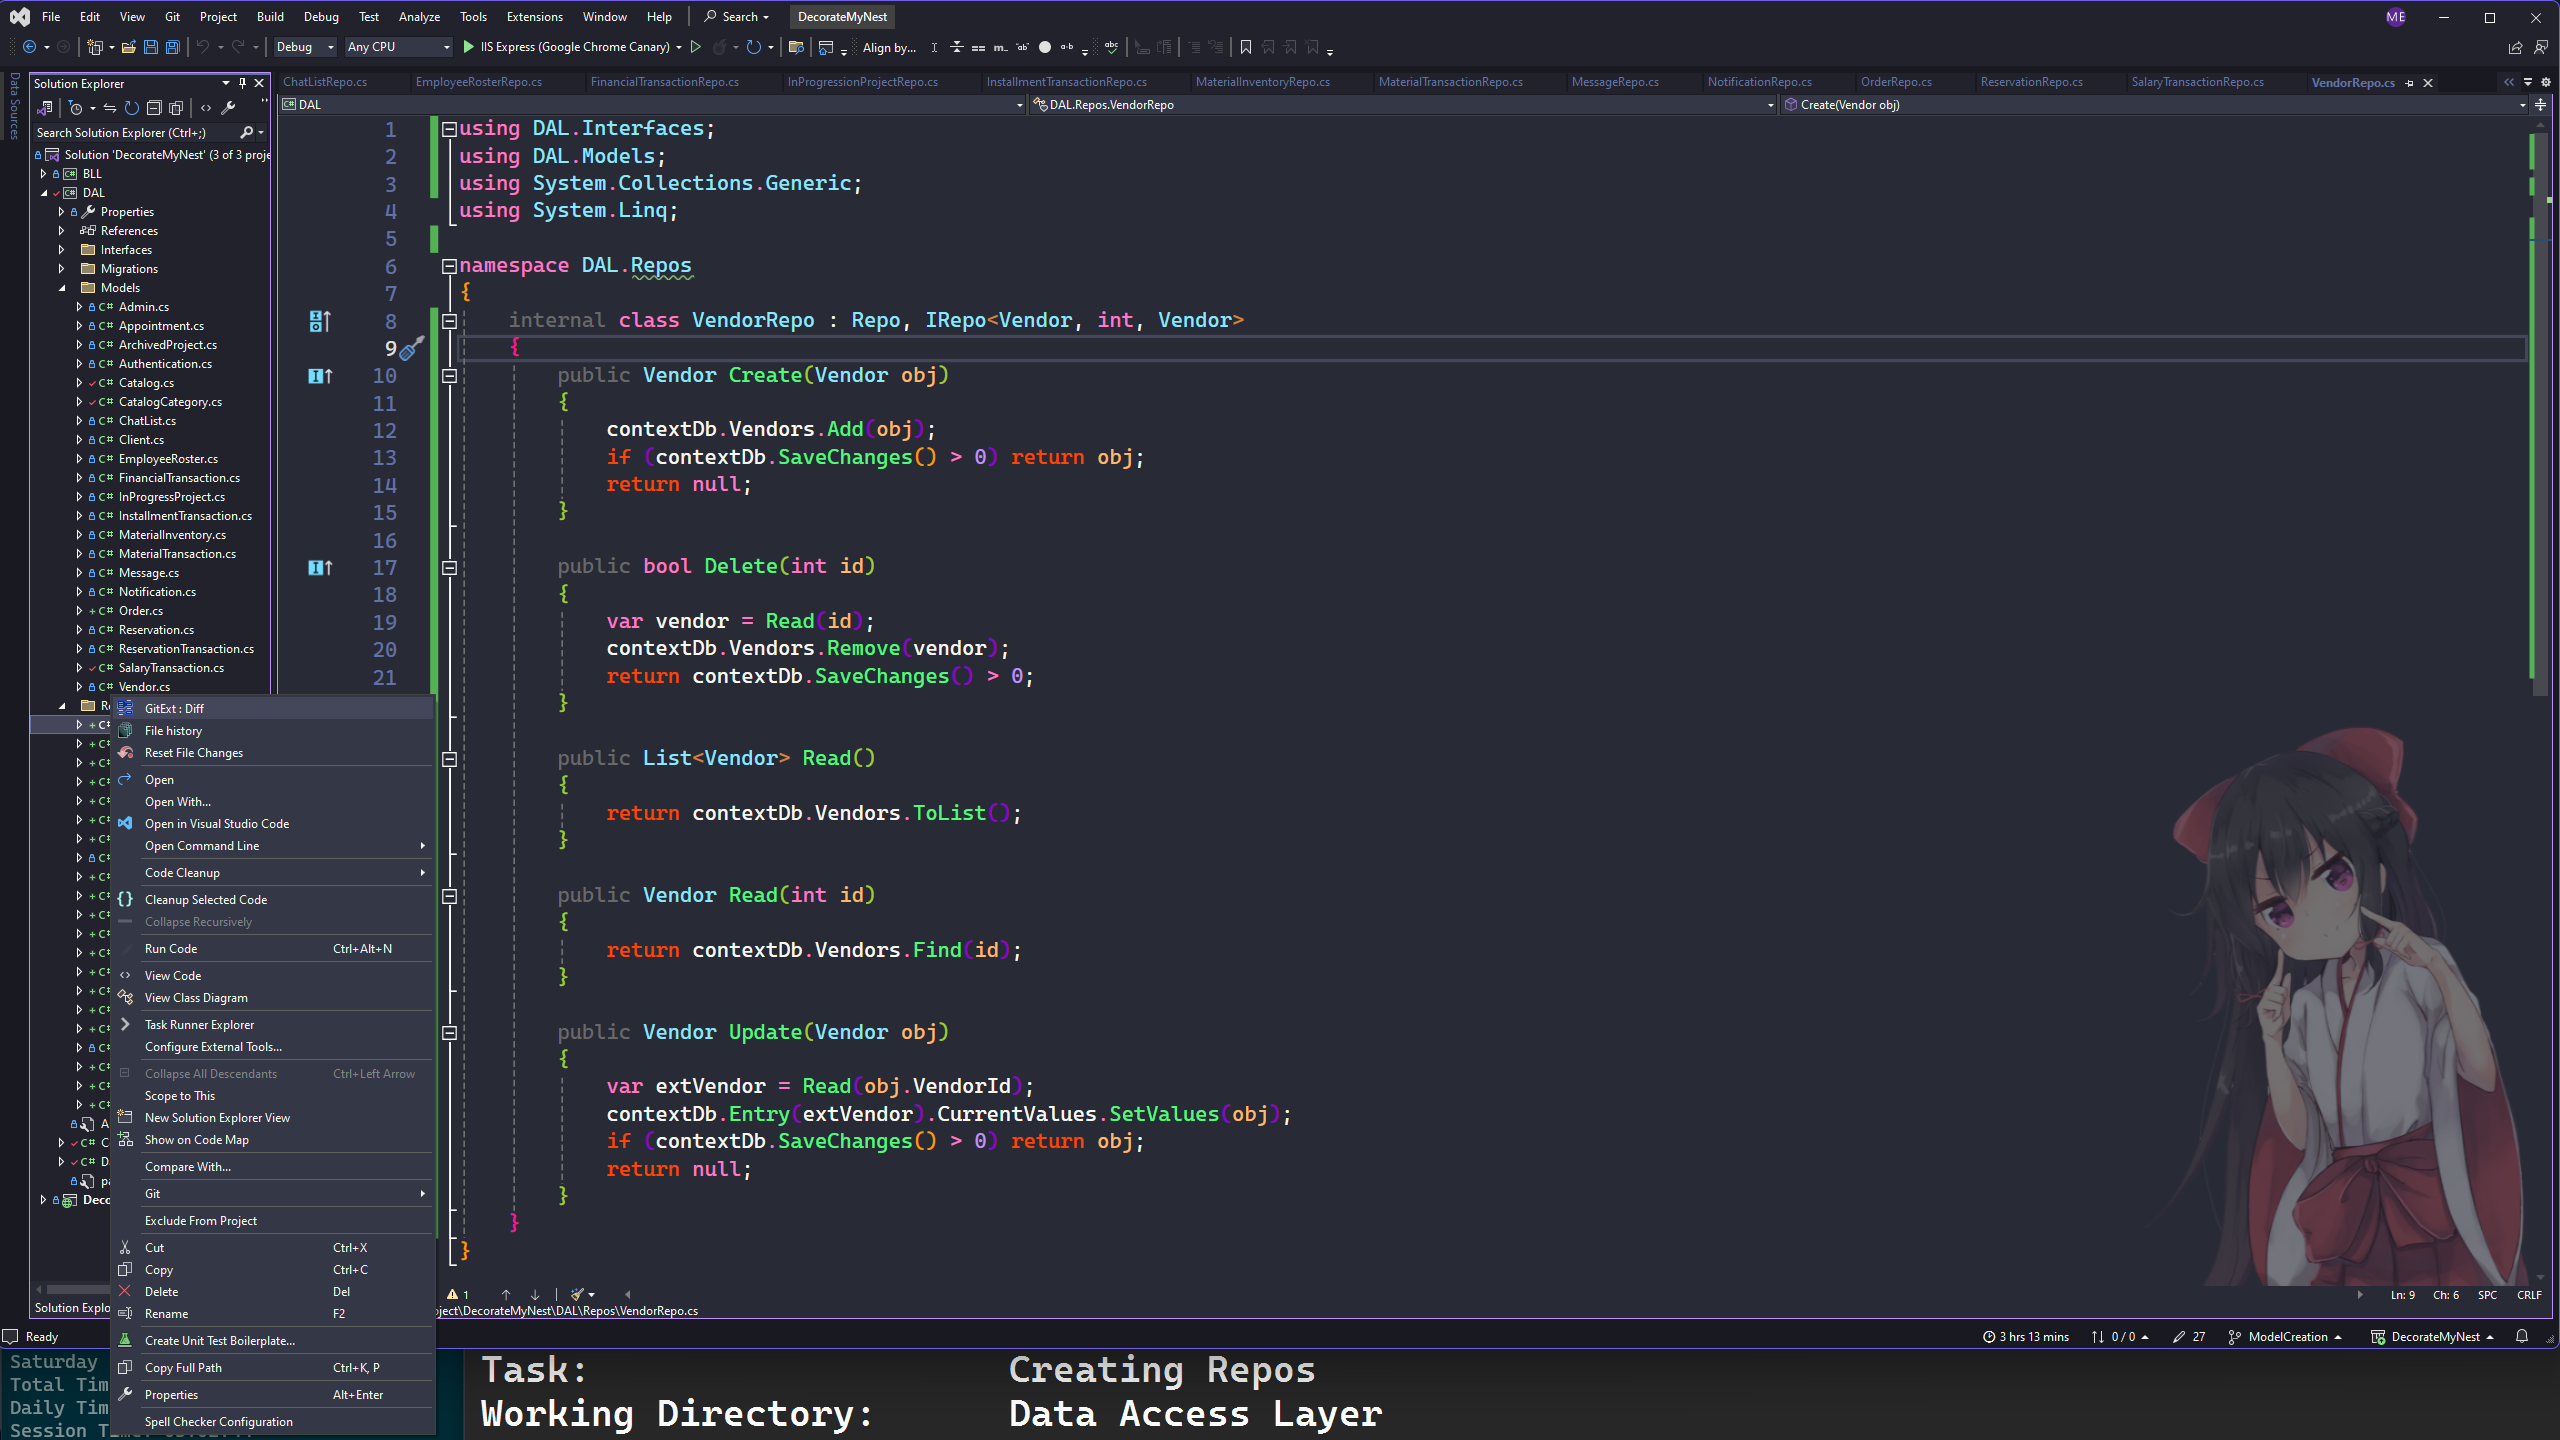 File Edit View Git Project Build Debug Test Analyze Tools Extensions Window Help Search DecorateMyNest ME
Debug Any CPU IIS Express (Google Chrome Canary) Align by...
Data Sources
Solution Explorer
Search Solution Explorer (Ctrl+;)
Solution 'DecorateMyNest' (3 of 3 proje
BLL
DAL
Properties
References
Interfaces
Migrations
Models
Admin.cs
Appointment.cs
ArchivedProject.cs
Authentication.cs
Catalog.cs
CatalogCategory.cs
ChatList.cs
Client.cs
EmployeeRoster.cs
FinancialTransaction.cs
InProgressProject.cs
InstallmentTransaction.cs
MaterialInventory.cs
MaterialTransaction.cs
Message.cs
Notification.cs
Order.cs
Reservation.cs
ReservationTransaction.cs
SalaryTransaction.cs
Vendor.cs
Deco
Solution Explo
GitExt : Diff
File history
Reset File Changes
Open
Open With...
Open in Visual Studio Code
Open Command Line
Code Cleanup
Cleanup Selected Code
Collapse Recursively
Run Code Ctrl+Alt+N
View Code
View Class Diagram
Task Runner Explorer
Configure External Tools...
Collapse All Descendants Ctrl+Left Arrow
Scope to This
New Solution Explorer View
Show on Code Map
Compare With...
Git
Exclude From Project
Cut Ctrl+X
Copy Ctrl+C
Delete Del
Rename F2
Create Unit Test Boilerplate...
Copy Full Path Ctrl+K, P
Properties Alt+Enter
Spell Checker Configuration
ChatListRepo.cs EmployeeRosterRepo.cs FinancialTransactionRepo.cs InProgressionProjectRepo.cs InstallmentTransactionRepo.cs MaterialInventoryRepo.cs MaterialTransactionRepo.cs MessageRepo.cs NotificationRepo.cs OrderRepo.cs ReservationRepo.cs SalaryTransactionRepo.cs VendorRepo.cs
DAL DAL.Repos.VendorRepo Create(Vendor obj)
1 using DAL.Interfaces;
2 using DAL.Models;
3 using System.Collections.Generic;
4 using System.Linq;
5
6 namespace DAL.Repos
7 {
8 internal class VendorRepo : Repo, IRepo<Vendor, int, Vendor>
9 {
10 public Vendor Create(Vendor obj)
11 {
12 contextDb.Vendors.Add(obj);
13 if (contextDb.SaveChanges() > 0) return obj;
14 return null;
15 }
16
17 public bool Delete(int id)
18 {
19 var vendor = Read(id);
20 contextDb.Vendors.Remove(vendor);
21 return contextDb.SaveChanges() > 0;
}
public List<Vendor> Read()
{
return contextDb.Vendors.ToList();
}
public Vendor Read(int id)
{
return contextDb.Vendors.Find(id);
}
public Vendor Update(Vendor obj)
{
var extVendor = Read(obj.VendorId);
contextDb.Entry(extVendor).CurrentValues.SetValues(obj);
if (contextDb.SaveChanges() > 0) return obj;
return null;
}
}
}
1 Ln: 9 Ch: 6 SPC CRLF
ject\DecorateMyNest\DAL\Repos\VendorRepo.cs
Ready 3 hrs 13 mins 0 / 0 27 ModelCreation DecorateMyNest
Saturday
Total Tim
Daily Tim
Session
Task: Creating Repos
Working Directory: Data Access Layer